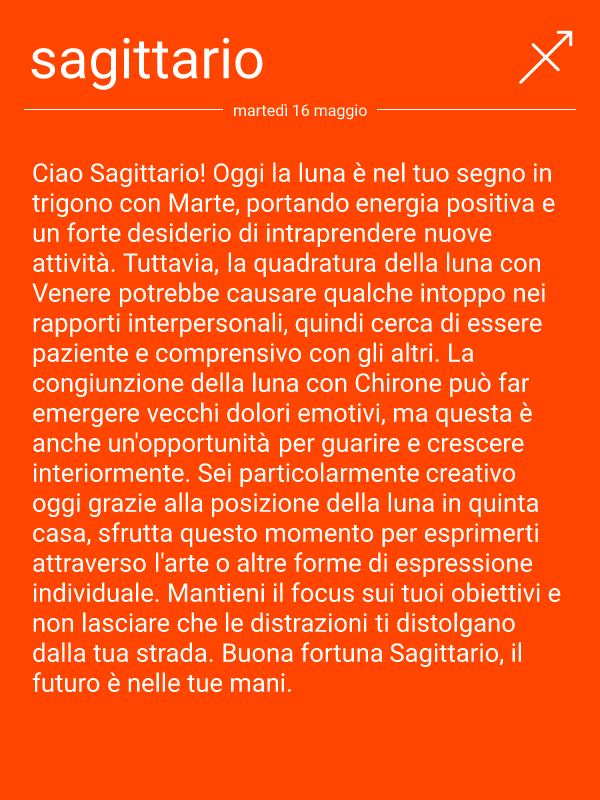 sagittario
martedì 16 maggio
Ciao Sagittario! Oggi la luna è nel tuo segno in
trigono con Marte, portando energia positiva e
un forte desiderio di intraprendere nuove
attività. Tuttavia, la quadratura della luna con
Venere potrebbe causare qualche intoppo nei
rapporti interpersonali, quindi cerca di essere
paziente e comprensivo con gli altri. La
congiunzione della luna con Chirone può far
emergere vecchi dolori emotivi, ma questa è
anche un'opportunità per guarire e crescere
interiormente. Sei particolarmente creativo
oggi grazie alla posizione della luna in quinta
casa, sfrutta questo momento per esprimerti
attraverso l'arte o altre forme di espressione
individuale. Mantieni il focus sui tuoi obiettivi e
non lasciare che le distrazioni ti distolgano
dalla tua strada. Buona fortuna Sagittario, il
futuro è nelle tue mani.